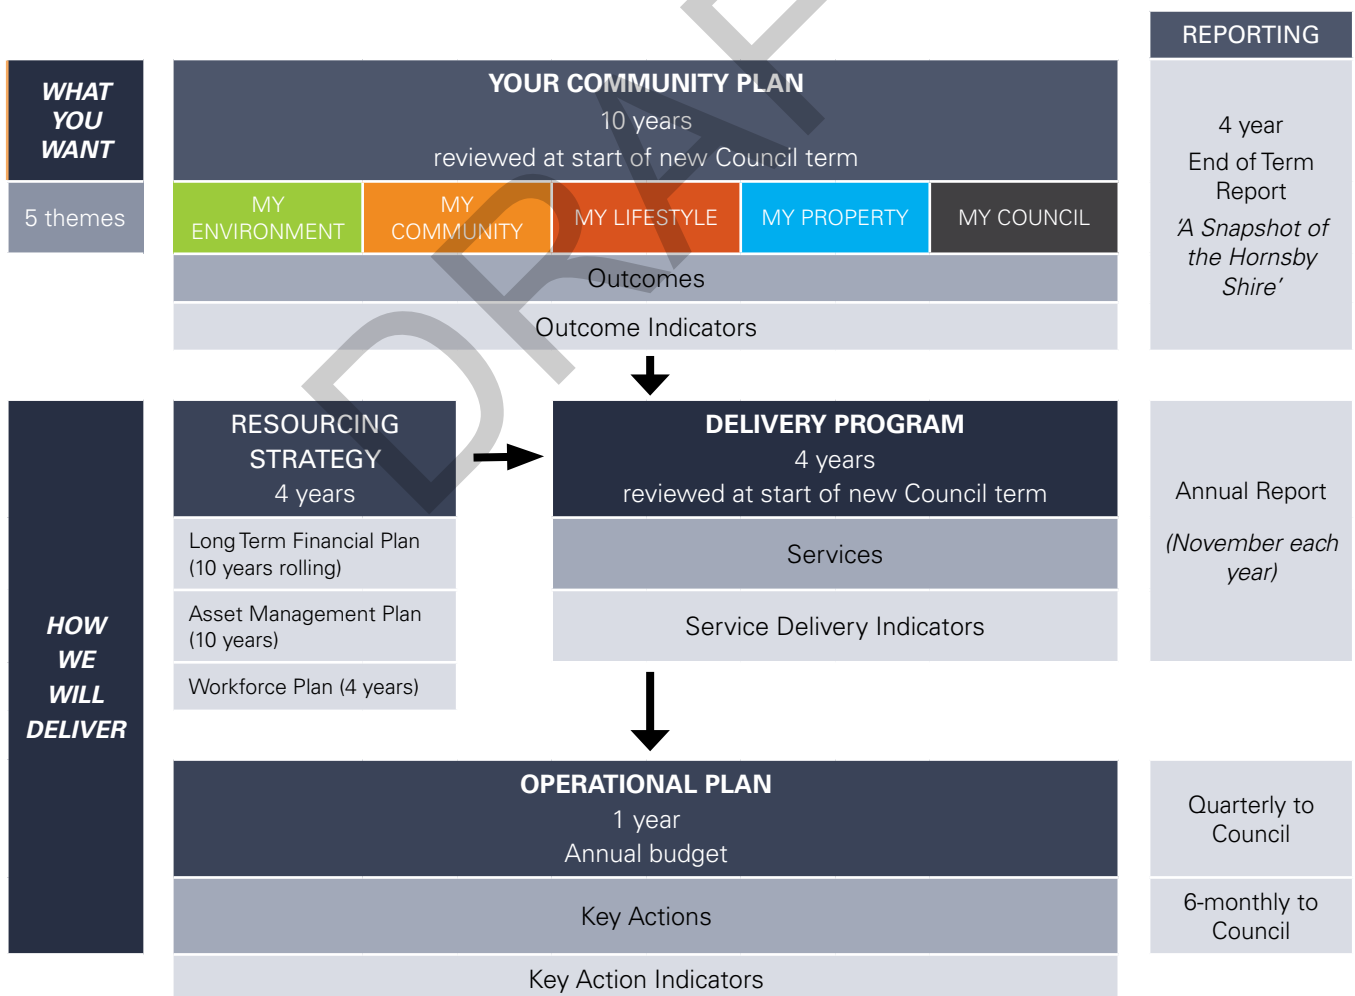 REPORTING
WHAT
YOU
WANT
YOUR COMMUNITY PLAN
10 years
reviewed at start of new Council term
4 year
End of Term
Report
'A Snapshot of
the Hornsby
Shire'
5 themes
MY
ENVIRONMENT
MY
COMMUNITY
MY LIFESTYLE
MY PROPERTY
MY COUNCIL
Outcomes
Outcome Indicators
HOW
WE
WILL
DELIVER
RESOURCING
STRATEGY
4 years
Long Term Financial Plan
(10 years rolling)
Asset Management Plan
(10 years)
Workforce Plan (4 years)
DELIVERY PROGRAM
4 years
reviewed at start of new Council term
Services
Service Delivery Indicators
Annual Report
(November each
year)
OPERATIONAL PLAN
1 year
Annual budget
Quarterly to
Council
Key Actions
6-monthly to
Council
Key Action Indicators
DRAF